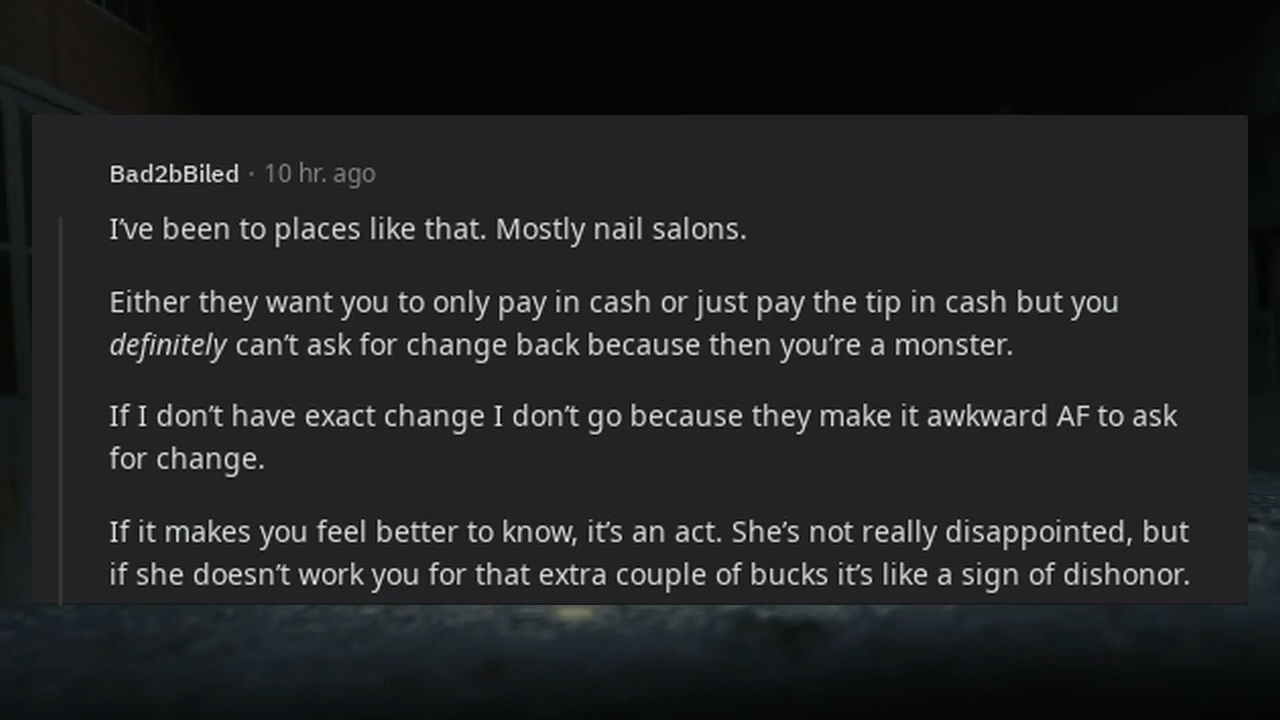 Bad2bBiled · 10 hr. ago
I’ve been to places like that. Mostly nail salons.
Either they want you to only pay in cash or just pay the tip in cash but you
definitely can’t ask for change back because then you’re a monster.
If I don’t have exact change I don’t go because they make it awkward AF to ask
for change.
If it makes you feel better to know, it’s an act. She’s not really disappointed, but
if she doesn’t work you for that extra couple of bucks it’s like a sign of dishonor.